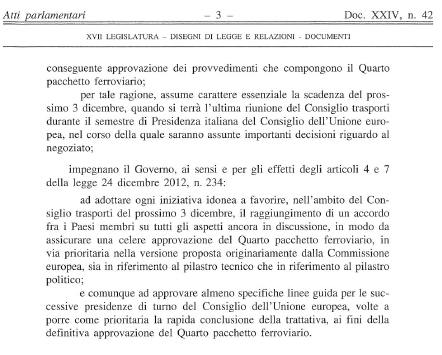 Atti parlamentari – 3 – Doc. XXIV, n. 42
XVII LEGISLATURA – DISEGNI DI LEGGE E RELAZIONI - DOCUMENTI
conseguente approvazione dei provvedimenti che compongono il Quarto
pacchetto ferroviario;
per tale ragione, assume carattere essenziale la scadenza del pros-
simo 3 dicembre, quando si terrà l'ultima riunione del Consiglio trasporti
durante il semestre di Presidenza italiana del Consiglio dell'Unione euro-
pea, nel corso della quale saranno assunte importanti decisioni riguardo al
negoziato;
impegnano il Governo, ai sensi e per gli effetti degli articoli 4 e 7
della legge 24 dicembre 2012, n. 234:
ad adottare ogni iniziativa idonea a favorire, nell'ambito del Con-
siglio trasporti del prossimo 3 dicembre, il raggiungimento di un accordo
fra i Paesi membri su tutti gli aspetti ancora in discussione, in modo da
assicurare una celere approvazione del Quarto pacchetto ferroviario, in
via prioritaria nella versione proposta originariamente dalla Commissione
europea, sia in riferimento al pilastro tecnico che in riferimento al pilastro
politico;
e comunque ad approvare almeno specifiche linee guida per le suc-
cessive presidenze di turno del Consiglio dell'Unione europea, volte a
porre come prioritaria la rapida conclusione della trattativa, ai fini della
definitiva approvazione del Quarto pacchetto ferroviario.